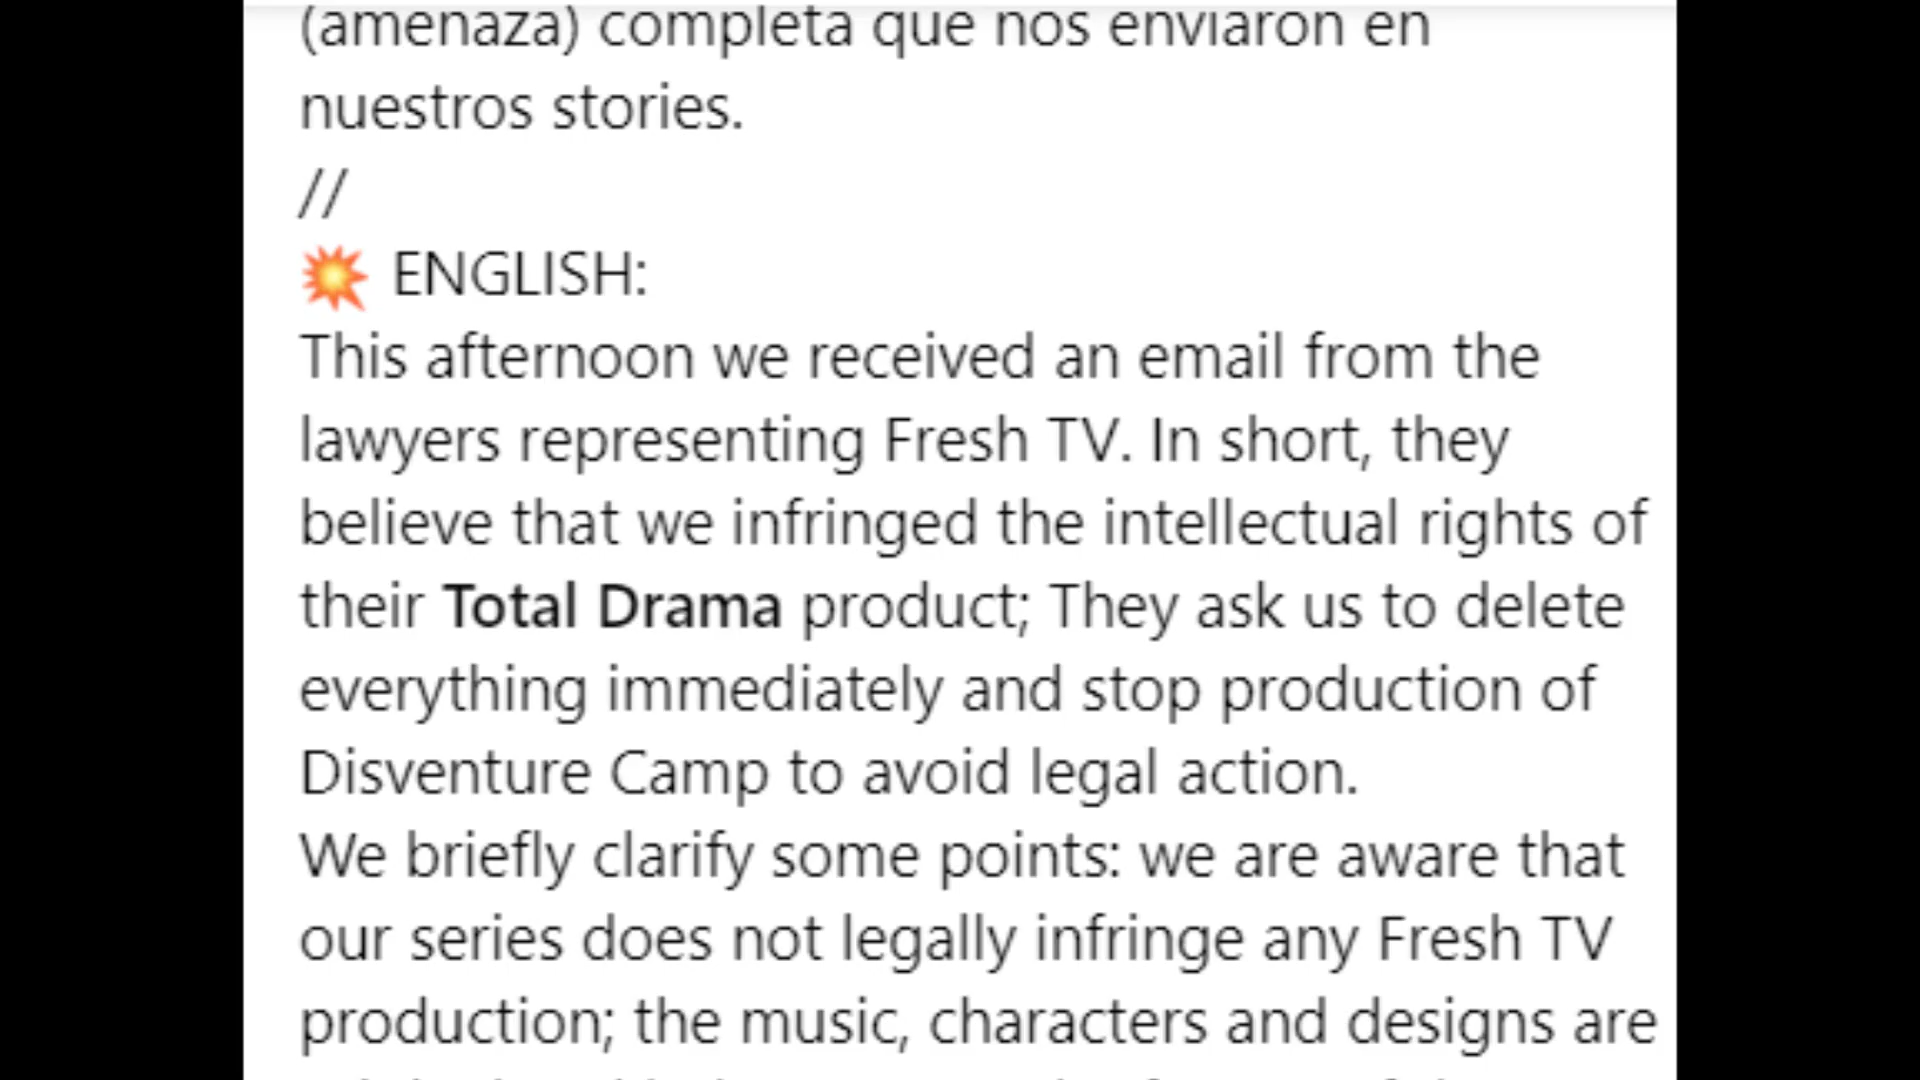 (amenaza) completa que nos enviaron en
nuestros stories.
//
💥 ENGLISH:
This afternoon we received an email from the
lawyers representing Fresh TV. In short, they
believe that we infringed the intellectual rights of
their Total Drama product; They ask us to delete
everything immediately and stop production of
Disventure Camp to avoid legal action.
We briefly clarify some points: we are aware that
our series does not legally infringe any Fresh TV
production; the music, characters and designs are